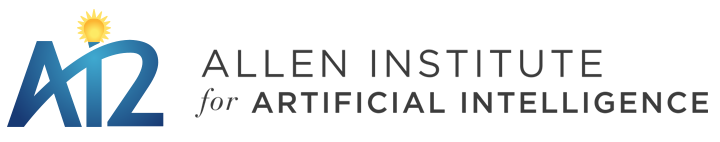 AI2
ALLEN INSTITUTE
for ARTIFICIAL INTELLIGENCE